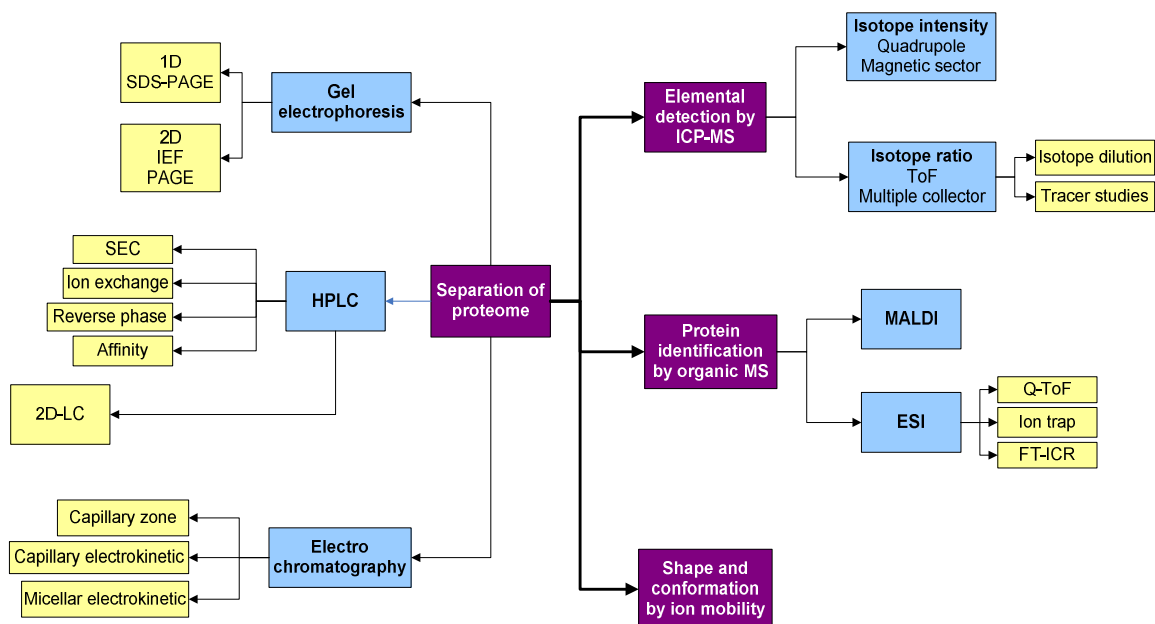 1D
SDS-PAGE
2D
IEF
PAGE
Gel
electrophoresis
SEC
Ion exchange
Reverse phase
Affinity
2D-LC
HPLC
Capillary zone
Capillary electrokinetic
Micellar electrokinetic
Electro
chromatography
Separation of
proteome
Elemental
detection by
ICP-MS
Isotope intensity
Quadrupole
Magnetic sector
Isotope ratio
ToF
Multiple collector
Isotope dilution
Tracer studies
Protein
identification
by organic MS
MALDI
ESI
Q-ToF
Ion trap
FT-ICR
Shape and
conformation
by ion mobility